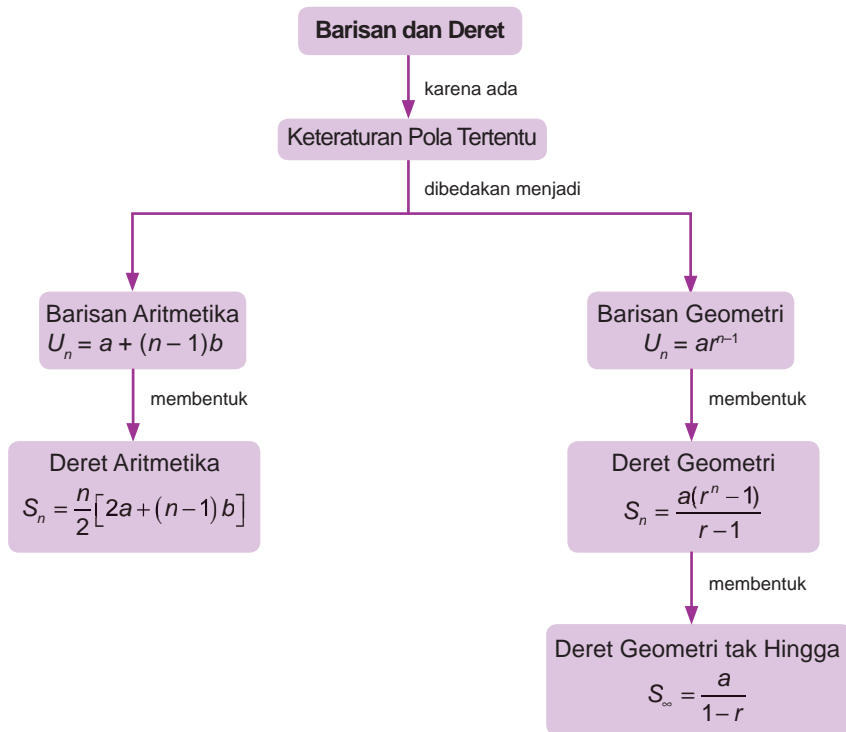 Barisan dan Deret
karena ada
Keteraturan Pola Tertentu
dibedakan menjadi
Barisan Aritmetika
Uₙ = a + (n – 1)b
membentuk
Deret Aritmetika
Sₙ = n/2 [2a + (n – 1) b]
Barisan Geometri
Uₙ = arⁿ⁻¹
membentuk
Deret Geometri
Sₙ = a(rⁿ – 1) / r – 1
membentuk
Deret Geometri tak Hingga
S∞ = a / 1 – r